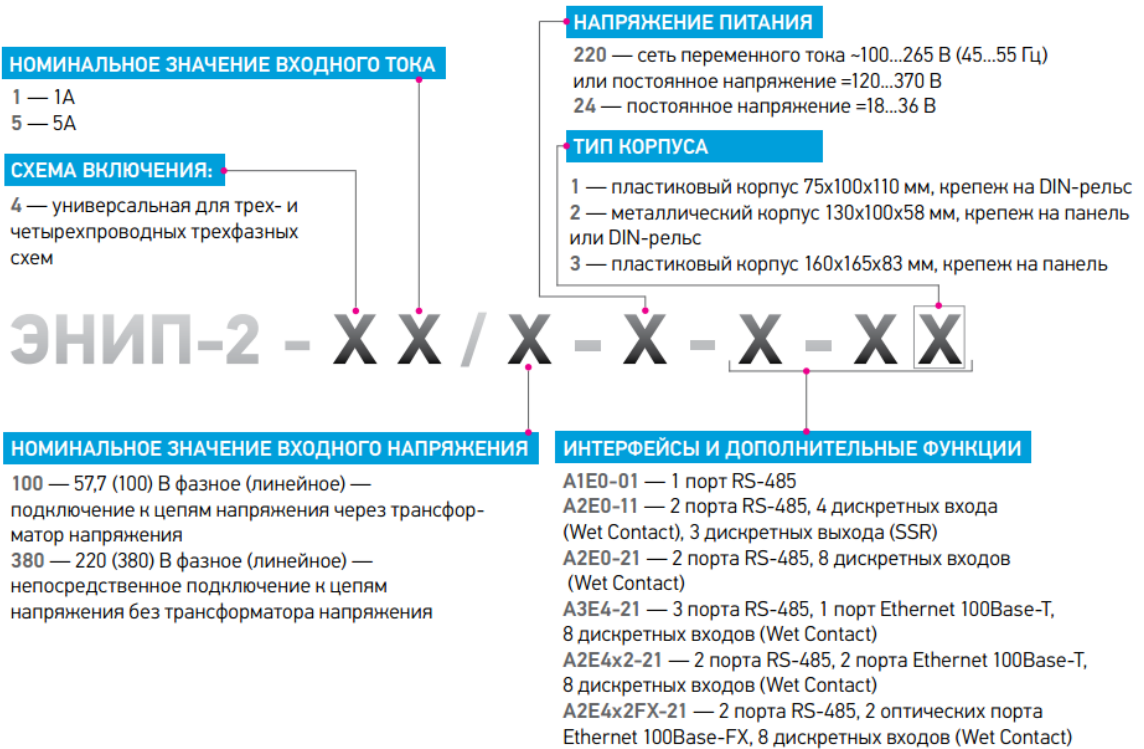 НАПРЯЖЕНИЕ ПИТАНИЯ
220 — сеть переменного тока ~100...265 В (45...55 Гц)
или постоянное напряжение =120...370 В
24 — постоянное напряжение =18...36 В
НОМИНАЛЬНОЕ ЗНАЧЕНИЕ ВХОДНОГО ТОКА
1 — 1А
5 — 5А
ТИП КОРПУСА
1 — пластиковый корпус 75х100х110 мм, крепеж на DIN-рельс
2 — металлический корпус 130х100х58 мм, крепеж на панель
или DIN-рельс
3 — пластиковый корпус 160х165х83 мм, крепеж на панель
СХЕМА ВКЛЮЧЕНИЯ:
4 — универсальная для трех- и
четырехпроводных трехфазных
схем
ЭНИП-2 - X X / X - X - X - X X
НОМИНАЛЬНОЕ ЗНАЧЕНИЕ ВХОДНОГО НАПРЯЖЕНИЯ
100 — 57,7 (100) В фазное (линейное) —
подключение к цепям напряжения через трансфор-
матор напряжения
380 — 220 (380) В фазное (линейное) —
непосредственное подключение к цепям
напряжения без трансформатора напряжения
ИНТЕРФЕЙСЫ И ДОПОЛНИТЕЛЬНЫЕ ФУНКЦИИ
A1E0-01 — 1 порт RS-485
A2E0-11 — 2 порта RS-485, 4 дискретных входа
(Wet Contact), 3 дискретных выхода (SSR)
A2E0-21 — 2 порта RS-485, 8 дискретных входов
(Wet Contact)
A3E4-21 — 3 порта RS-485, 1 порт Ethernet 100Base-T,
8 дискретных входов (Wet Contact)
A2E4x2-21 — 2 порта RS-485, 2 порта Ethernet 100Base-T,
8 дискретных входов (Wet Contact)
A2E4x2FX-21 — 2 порта RS-485, 2 оптических порта
Ethernet 100Base-FX, 8 дискретных входов (Wet Contact)